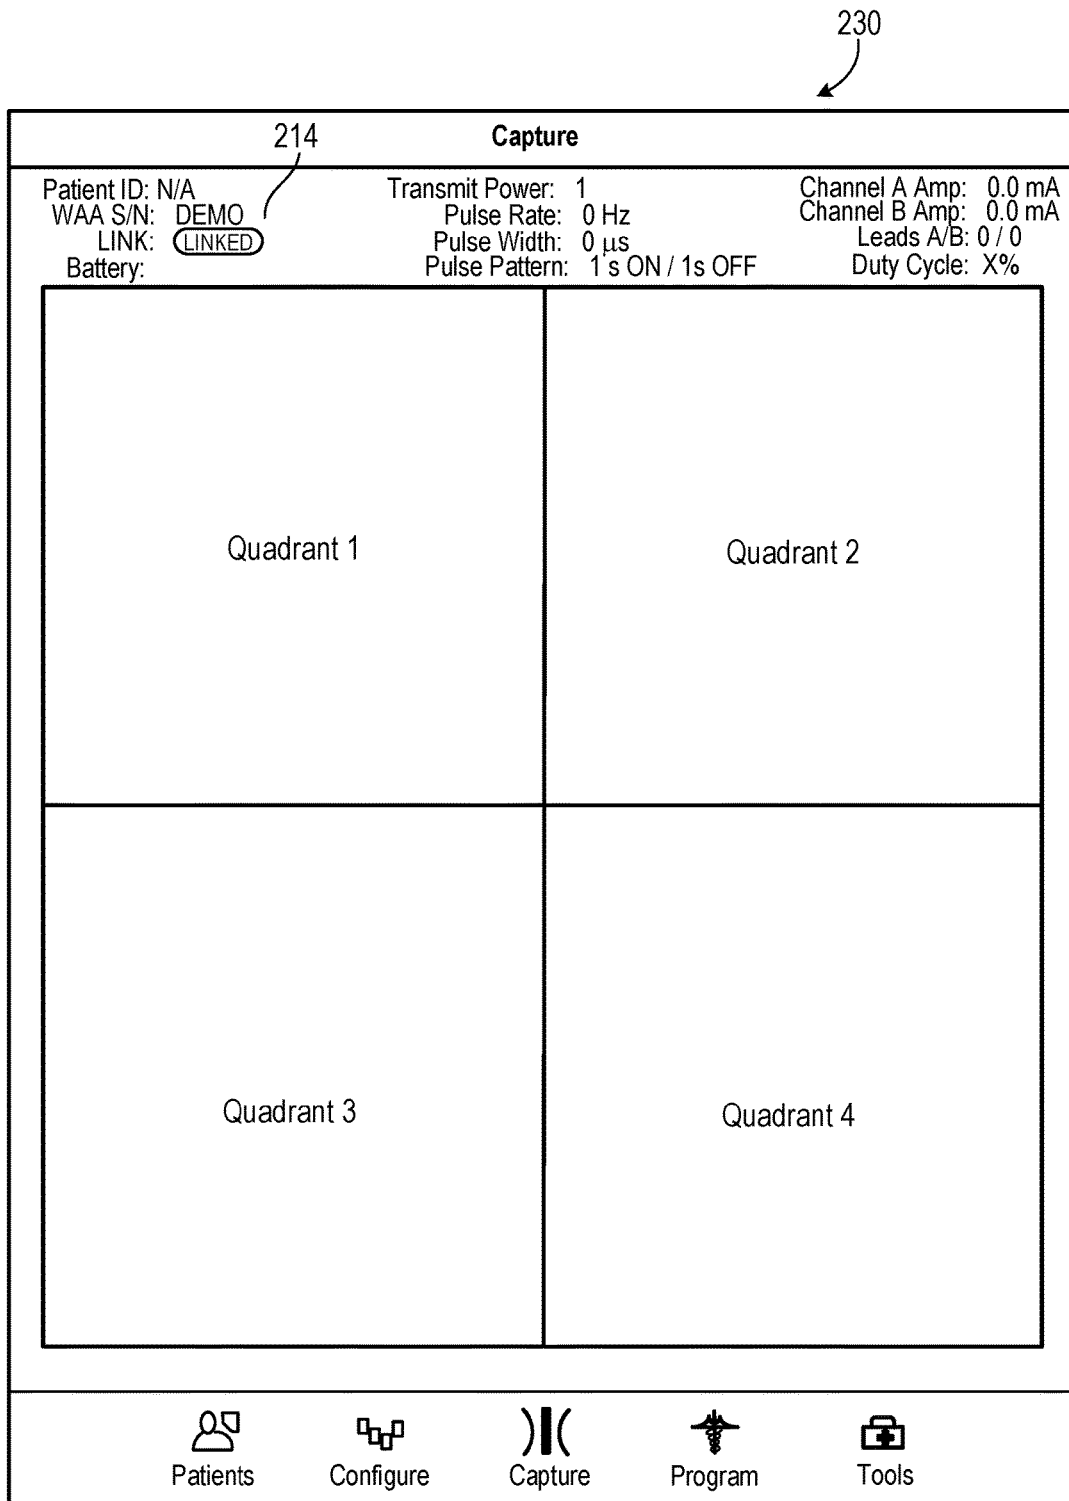 230
214
Capture
Patient ID: N/A
WAA S/N: DEMO
LINK: LINKED
Battery:
Transmit Power: 1
Pulse Rate: 0 Hz
Pulse Width: 0 µs
Pulse Pattern: 1 s ON / 1s OFF
Channel A Amp: 0.0 mA
Channel B Amp: 0.0 mA
Leads A/B: 0 / 0
Duty Cycle: X%
Quadrant 1
Quadrant 2
Quadrant 3
Quadrant 4
Patients
Configure
Capture
Program
Tools